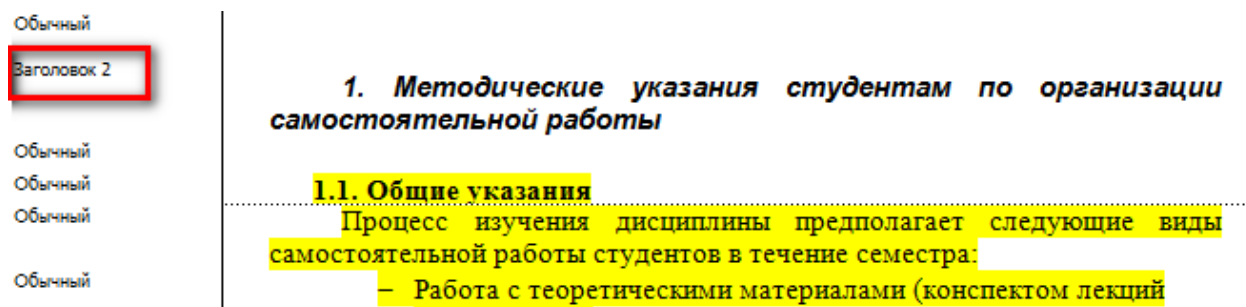 Обычный
Заголовок 2
1. Методические указания студентам по организации
самостоятельной работы
Обычный
Обычный
1.1. Общие указания
Обычный
Процесс изучения дисциплины предполагает следующие виды
самостоятельной работы студентов в течение семестра:
Обычный
– Работа с теоретическими материалами (конспектом лекций